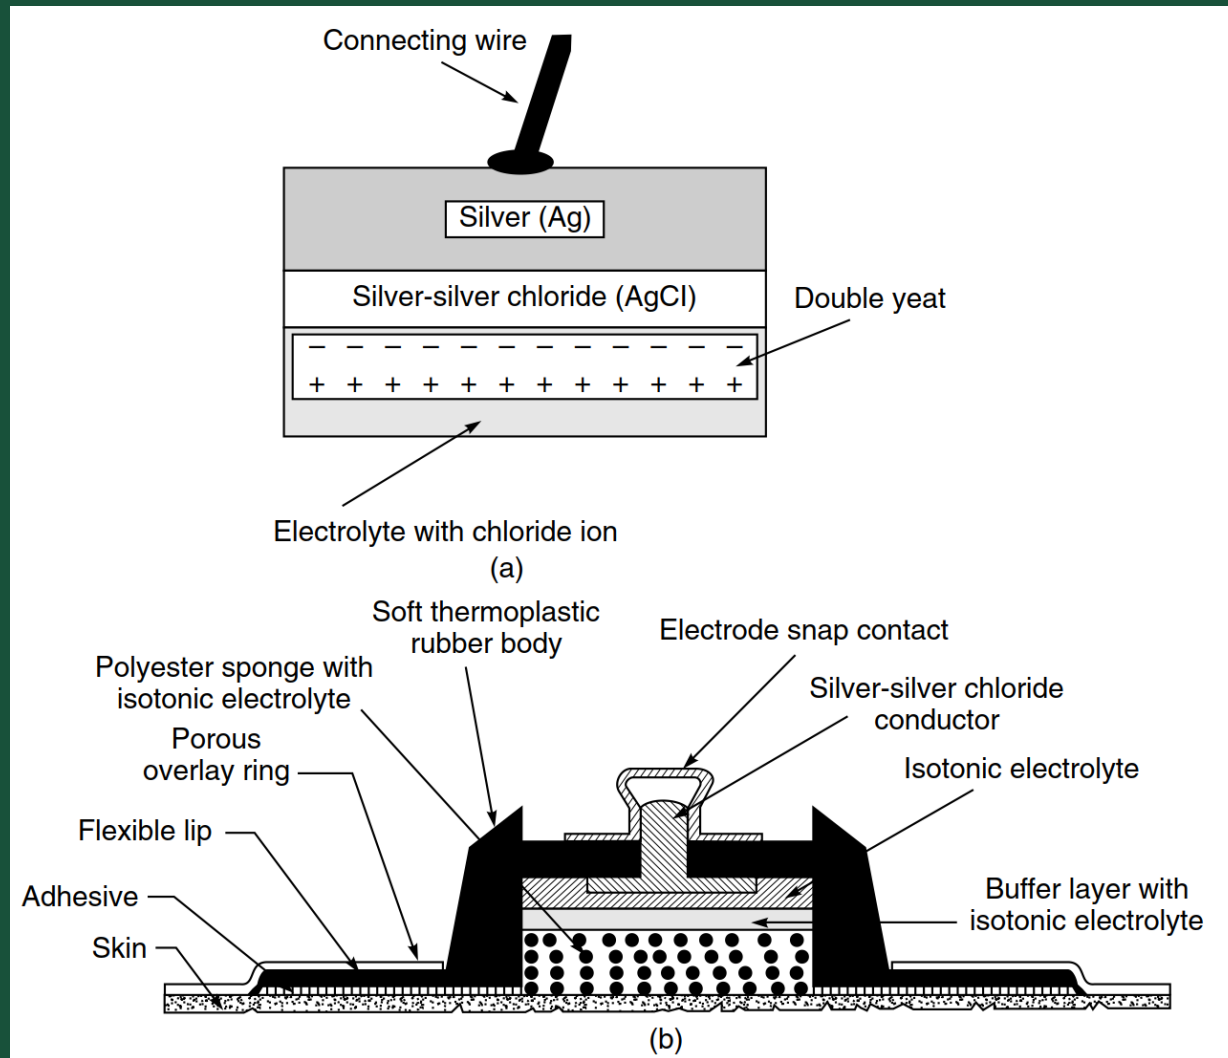 Connecting wire
Silver (Ag)
Silver-silver chloride (AgCl)
Double yeat
− − − − − − − − − − − −
+ + + + + + + + + + + +
Electrolyte with chloride ion
(a)
Soft thermoplastic
rubber body
Electrode snap contact
Polyester sponge with
isotonic electrolyte
Silver-silver chloride
conductor
Porous
overlay ring
Isotonic electrolyte
Flexible lip
Adhesive
Buffer layer with
isotonic electrolyte
Skin
(b)